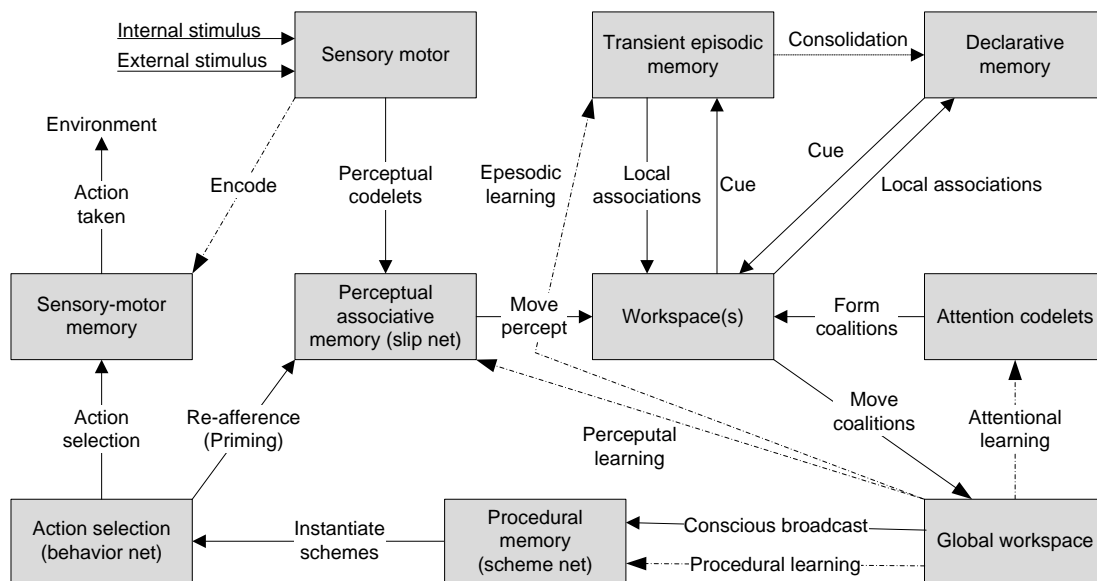 Internal stimulus
External stimulus
Sensory motor
Transient episodic
memory
Consolidation
Declarative
memory
Environment
Action
taken
Encode
Perceptual
codelets
Epesodic
learning
Local
associations
Cue
Cue
Local associations
Sensory-motor
memory
Perceptual
associative
memory (slip net)
Move
percept
Workspace(s)
Form
coalitions
Attention codelets
Action
selection
Re-afference
(Priming)
Perceputal
learning
Move
coalitions
Attentional
learning
Action selection
(behavior net)
Instantiate
schemes
Procedural
memory
(scheme net)
Conscious broadcast
Procedural learning
Global workspace